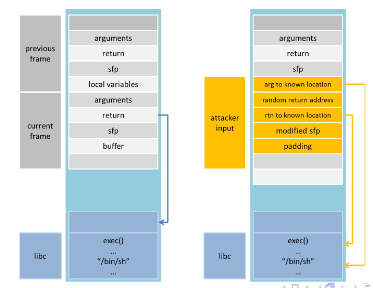 previous
frame
arguments
return
sfp
local variables
current
frame
arguments
return
sfp
buffer
libc
exec()
...
"/bin/sh"
...
arguments
return
sfp
attacker
input
arg to known location
random return address
rtn to known location
modified sfp
padding
libc
exec()
...
"/bin/sh"
...